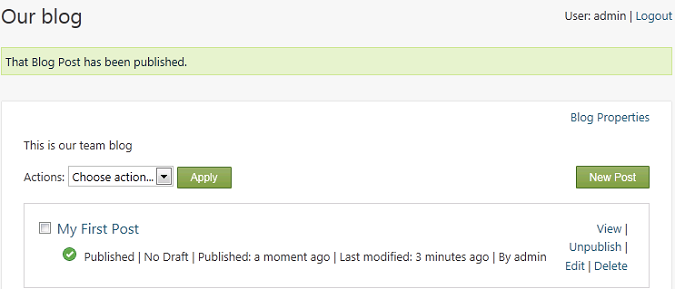 Our blog
User: admin | Logout
That Blog Post has been published.
Blog Properties
This is our team blog
Actions: Choose action... Apply
New Post
My First Post
Published | No Draft | Published: a moment ago | Last modified: 3 minutes ago | By admin
View |
Unpublish |
Edit | Delete